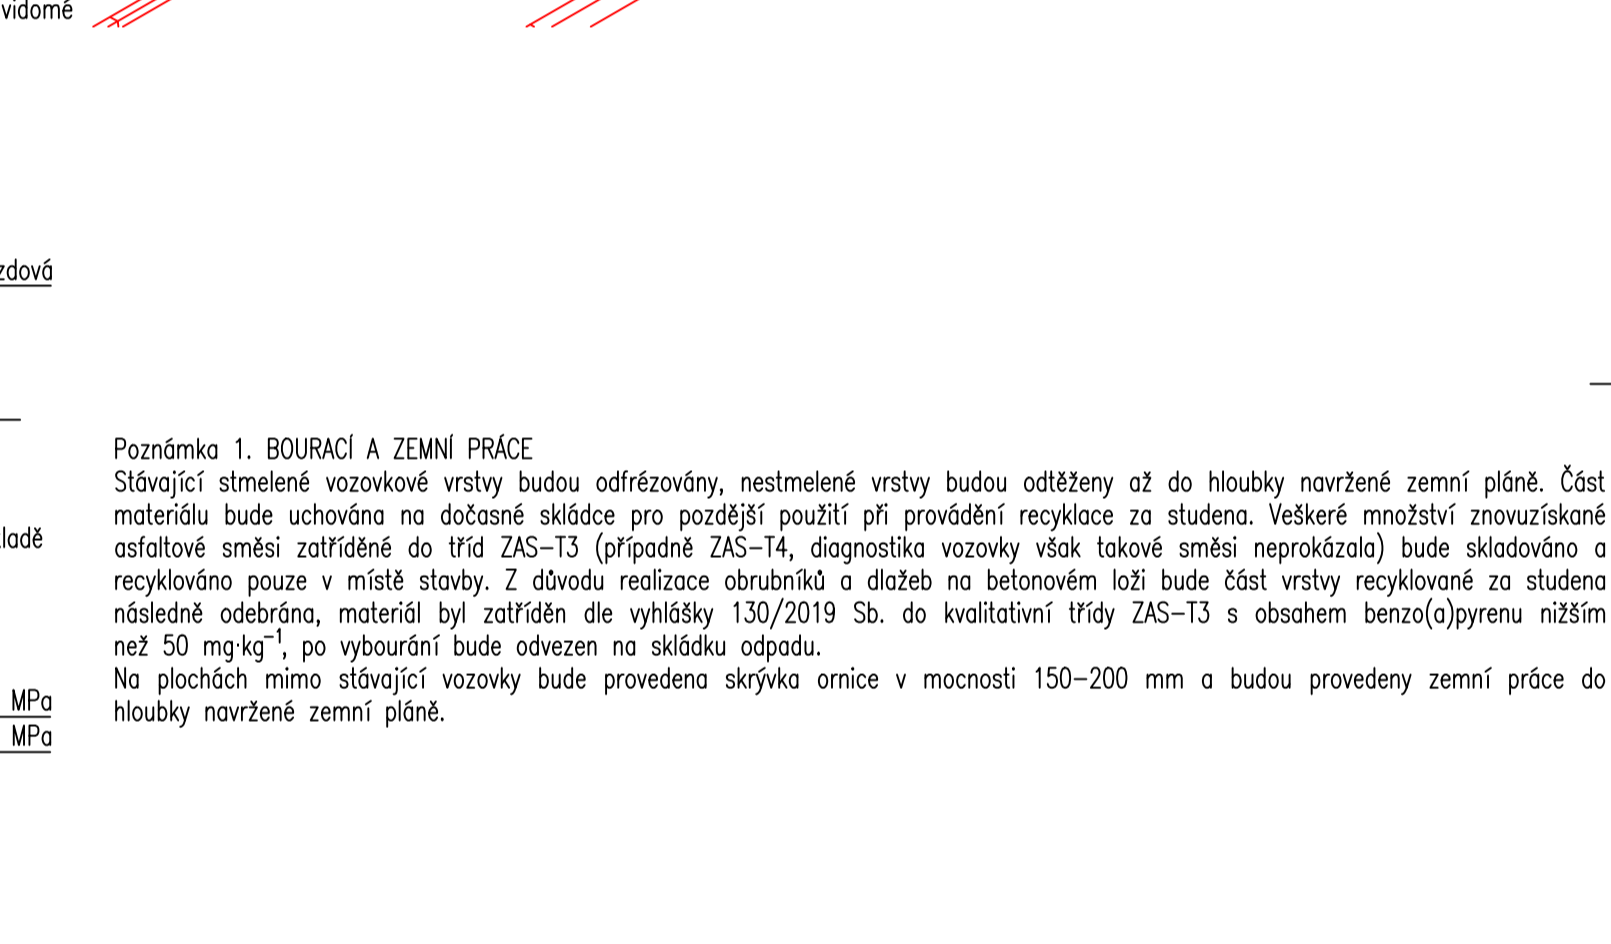 vidomé
zdová
kladě
MPa
MPa
Poznámka 1. BOURACÍ A ZEMNÍ PRÁCE
Stávající stmelené vozovkové vrstvy budou odfrézovány, nestmelené vrstvy budou odtěženy až do hloubky navržené zemní pláně. Část
materiálu bude uchována na dočasné skládce pro pozdější použití při provádění recyklace za studena. Veškeré množství znovuzískané
asfaltové směsi zatříděné do tříd ZAS–T3 (případně ZAS–T4, diagnostika vozovky však takové směsi neprokázala) bude skladováno a
recyklováno pouze v místě stavby. Z důvodu realizace obrubníků a dlažeb na betonovém loži bude část vrstvy recyklované za studena
následně odebrána, materiál byl zatříděn dle vyhlášky 130/2019 Sb. do kvalitativní třídy ZAS–T3 s obsahem benzo(a)pyrenu nižším
než 50 mg·kg⁻¹, po vybourání bude odvezen na skládku odpadu.
Na plochách mimo stávající vozovky bude provedena skrývka ornice v mocnosti 150–200 mm a budou provedeny zemní práce do
hloubky navržené zemní pláně.